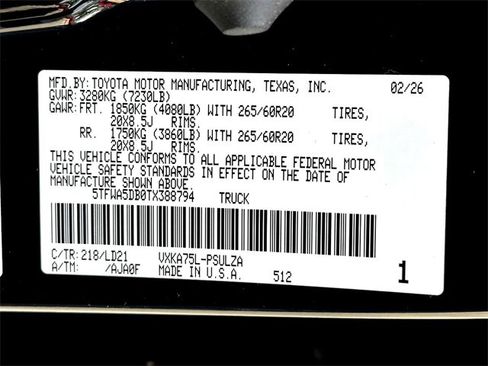 MFD.BY:TOYOTA MOTOR MANUFACTURING, TEXAS, INC. 02/26
GVWR:3280KG (7230LB)
GAWR:FRT. 1850KG (4080LB) WITH 265/60R20 TIRES,
20X8.5J RIMS.
RR. 1750KG (3860LB) WITH 265/60R20 TIRES,
20X8.5J RIMS.
THIS VEHICLE CONFORMS TO ALL APPLICABLE FEDERAL MOTOR
VEHICLE SAFETY STANDARDS IN EFFECT ON THE DATE OF
MANUFACTURE SHOWN ABOVE.
5TFWA5DB0TX388794 TRUCK
C/TR:218/LD21 VXKA75L-PSULZA
A/TM: /AJA0F MADE IN U.S.A. 512 1